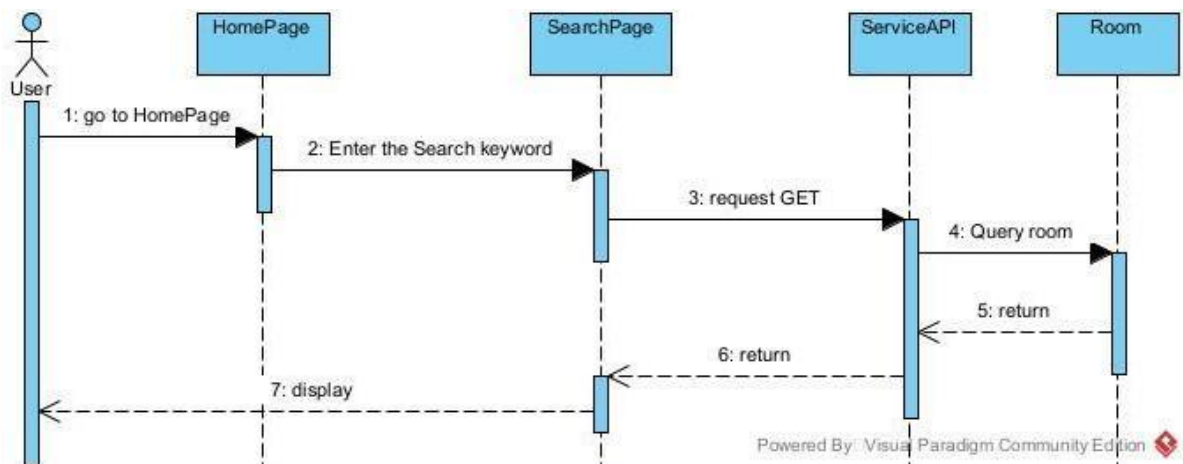 HomePage
SearchPage
ServiceAPI
Room
User
1: go to HomePage
2: Enter the Search keyword
3: request GET
4: Query room
5: return
6: return
7: display
Powered By: Visual Paradigm Community Edition